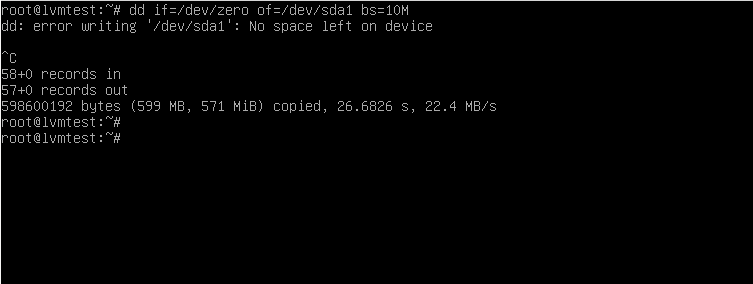 root@lvmtest:~# dd if=/dev/zero of=/dev/sda1 bs=10M
dd: error writing '/dev/sda1': No space left on device
^C
58+0 records in
57+0 records out
598600192 bytes (599 MB, 571 MiB) copied, 26.6826 s, 22.4 MB/s
root@lvmtest:~#
root@lvmtest:~#